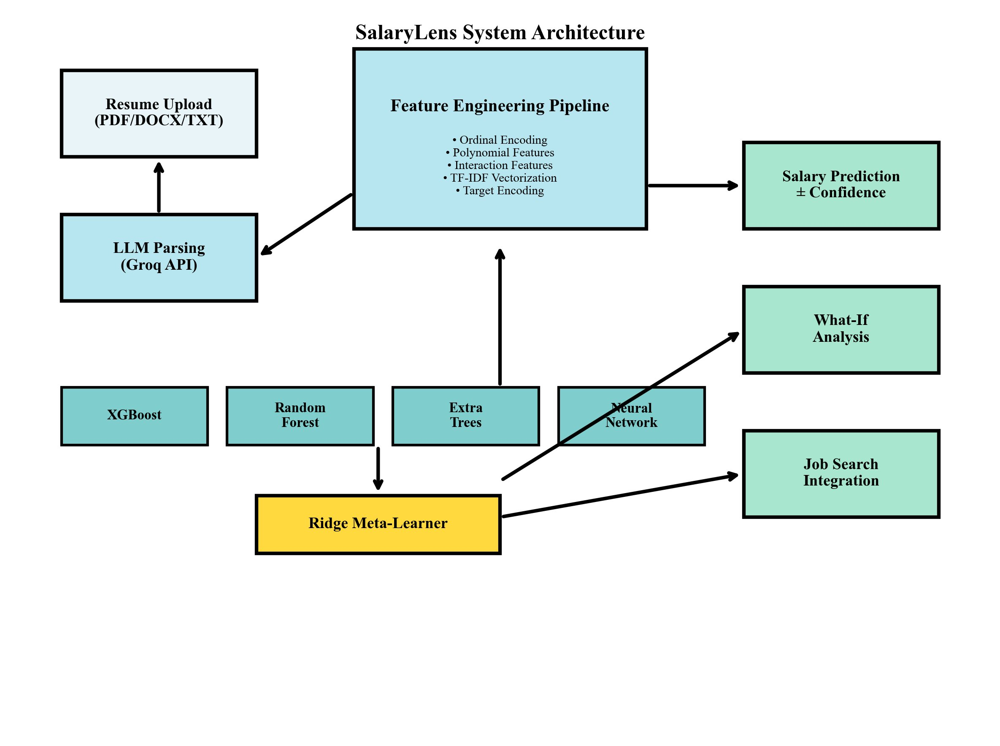 SalaryLens System Architecture
Resume Upload
(PDF/DOCX/TXT)
Feature Engineering Pipeline
• Ordinal Encoding
• Polynomial Features
• Interaction Features
• TF-IDF Vectorization
• Target Encoding
Salary Prediction
± Confidence
LLM Parsing
(Groq API)
What-If
Analysis
XGBoost
Random
Forest
Extra
Trees
Neural
Network
Job Search
Integration
Ridge Meta-Learner